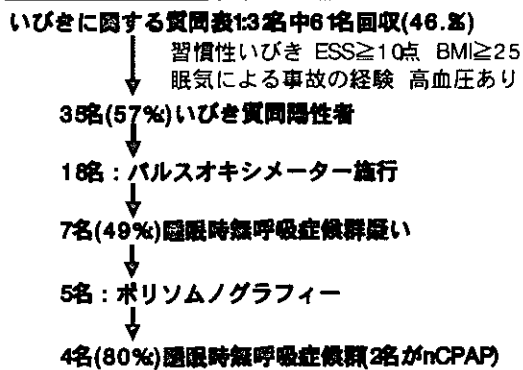 いびきに関する質問表132名中61名回収(46.2%)
習慣性いびき ESS≧10点 BMI≧25
眠気による事故の経験 高血圧あり
35名(57%)いびき質問陽性者
18名：パルスオキシメーター施行
7名(49%)睡眠時無呼吸症候群疑い
5名：ポリソムノグラフィー
4名(80%)睡眠時無呼吸症候群(2名がnCPAP)